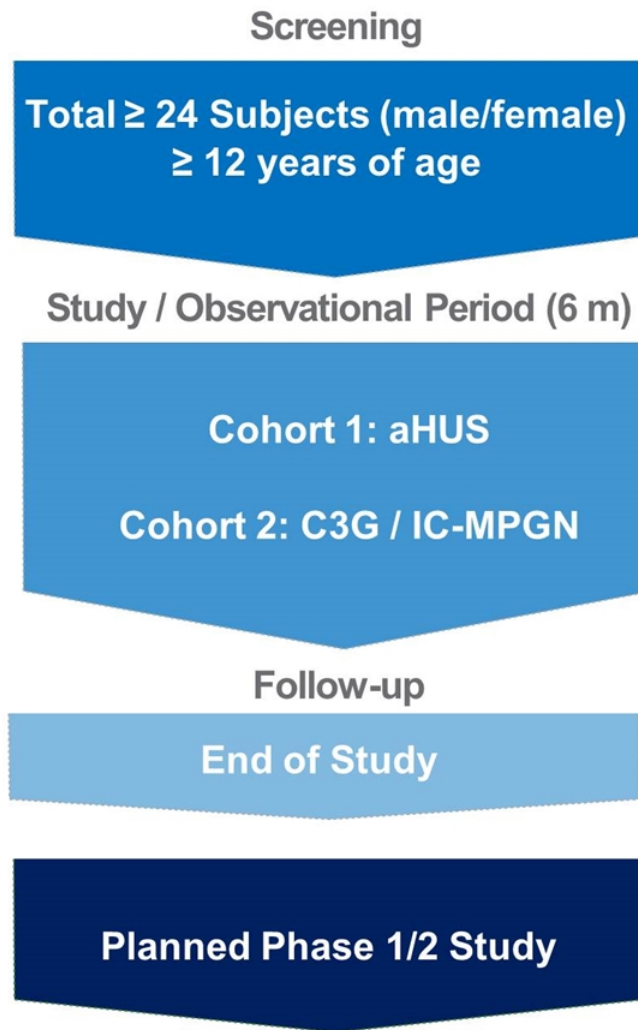 Screening
Total ≥ 24 Subjects (male/female)
≥ 12 years of age
Study / Observational Period (6 m)
Cohort 1: aHUS
Cohort 2: C3G / IC-MPGN
Follow-up
End of Study
Planned Phase 1/2 Study